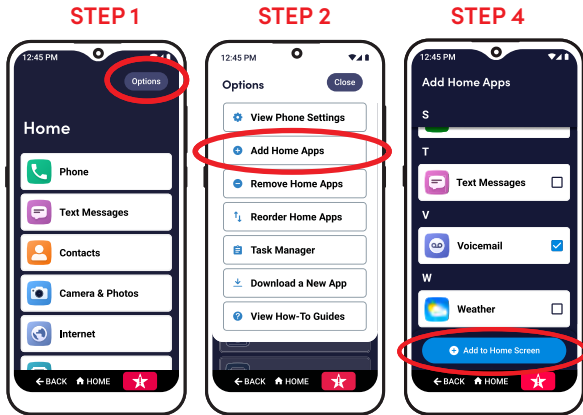 STEP 1
12:45 PM
Options
Home
Phone
Text Messages
Contacts
Camera & Photos
Internet
BACK HOME
STEP 2
12:45 PM
Options Close
View Phone Settings
Add Home Apps
Remove Home Apps
Reorder Home Apps
Task Manager
Download a New App
View How-To Guides
BACK HOME
STEP 4
12:45 PM
Add Home Apps
S
T
Text Messages
V
Voicemail
W
Weather
Add to Home Screen
BACK HOME